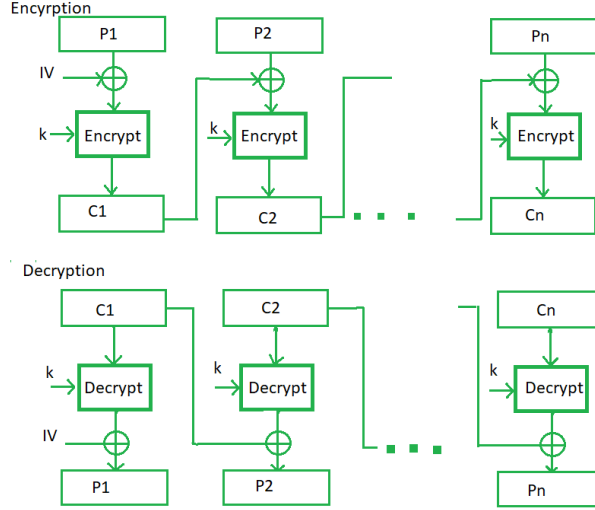 Encyrption
P1 P2 Pn
IV
k Encrypt k Encrypt k Encrypt
C1 C2 Cn
Decryption
C1 C2 Cn
k Decrypt k Decrypt k Decrypt
IV
P1 P2 Pn